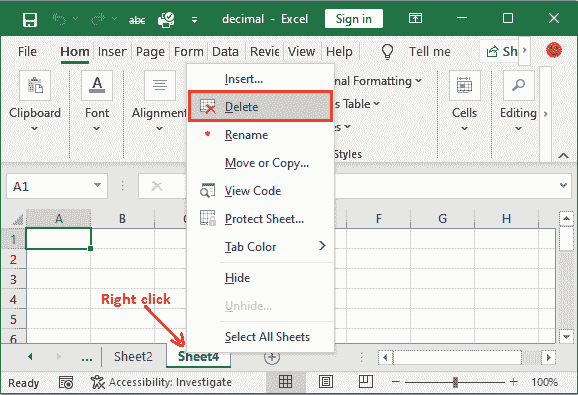 abc
decimal - Excel
Sign in
File Hom Inser Page Form Data Revie View Help Tell me Sh
Clipboard Font Alignment nal Formatting Cells Editing
s Table
s
Styles
Insert...
Delete
Rename
Move or Copy...
View Code
Protect Sheet...
Tab Color
Hide
Unhide...
Select All Sheets
A1
A B C F G H
1
2
3
4
5
6
Right click
... Sheet2 Sheet4
Ready Accessibility: Investigate 100%